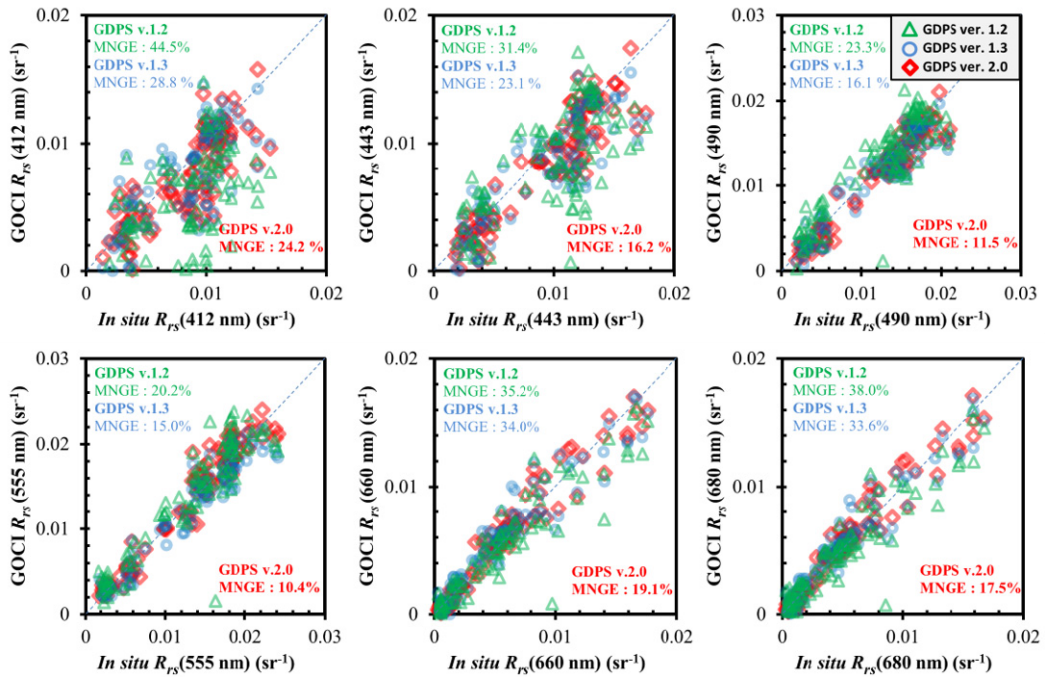 GDPS v.1.2
MNGE : 44.5%
GDPS v.1.3
MNGE : 28.8 %
GDPS v.2.0
MNGE : 24.2 %
GOCI Rrs(412 nm) (sr-1)
0.02
0.01
0
0
0.01
0.02
In situ Rrs(412 nm) (sr-1)
GDPS v.1.2
MNGE : 31.4%
GDPS v.1.3
MNGE : 23.1 %
GDPS v.2.0
MNGE : 16.2 %
GOCI Rrs(443 nm) (sr-1)
0.02
0.01
0
0
0.01
0.02
In situ Rrs(443 nm) (sr-1)
GDPS v.1.2
MNGE : 23.3%
GDPS v.1.3
MNGE : 16.1 %
GDPS ver. 1.2
GDPS ver. 1.3
GDPS ver. 2.0
GDPS v.2.0
MNGE : 11.5 %
GOCI Rrs(490 nm) (sr-1)
0.03
0.02
0.01
0
0
0.01
0.02
0.03
In situ Rrs(490 nm) (sr-1)
GDPS v.1.2
MNGE : 20.2%
GDPS v.1.3
MNGE : 15.0%
GDPS v.2.0
MNGE : 10.4%
GOCI Rrs(555 nm) (sr-1)
0.03
0.02
0.01
0
0
0.01
0.02
0.03
In situ Rrs(555 nm) (sr-1)
GDPS v.1.2
MNGE : 35.2%
GDPS v.1.3
MNGE : 34.0%
GDPS v.2.0
MNGE : 19.1%
GOCI Rrs(660 nm) (sr-1)
0.02
0.01
0
0
0.01
0.02
In situ Rrs(660 nm) (sr-1)
GDPS v.1.2
MNGE : 38.0%
GDPS v.1.3
MNGE : 33.6%
GDPS v.2.0
MNGE : 17.5%
GOCI Rrs(680 nm) (sr-1)
0.02
0.01
0
0
0.01
0.02
In situ Rrs(680 nm) (sr-1)